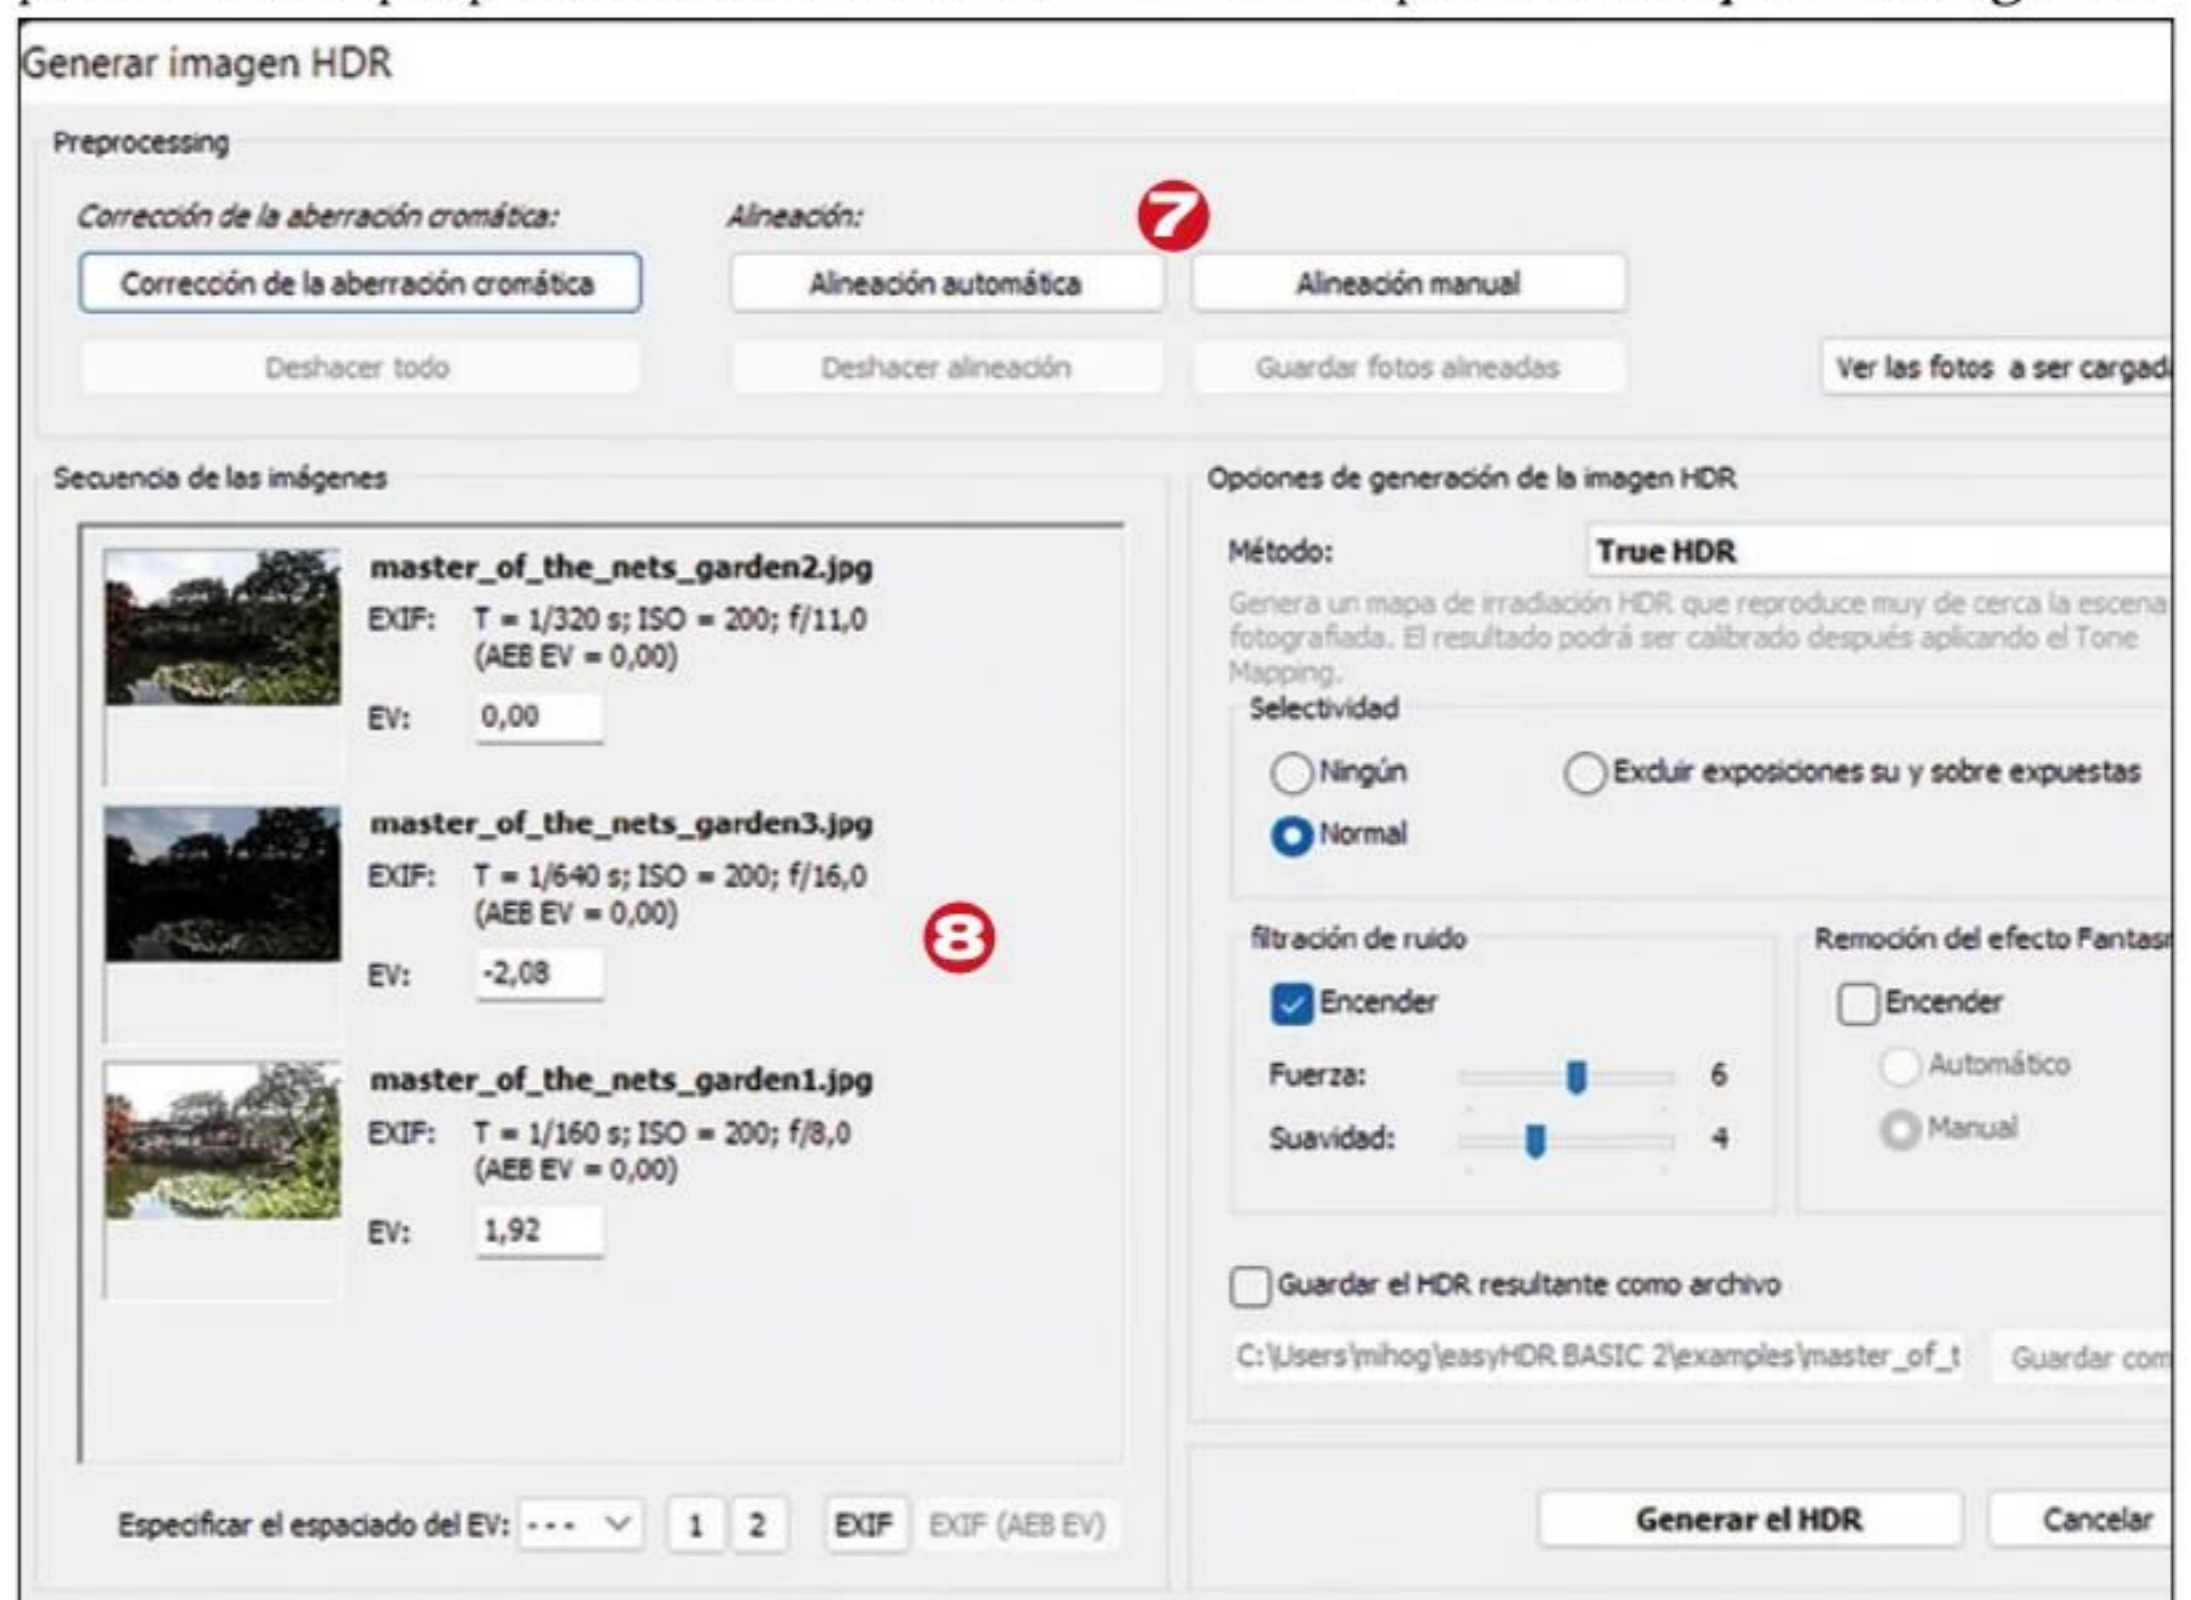 Generar imagen HDR
Preprocessing
Corrección de la aberración cromática:
Alineación:
7
Corrección de la aberración cromática
Alineación automática
Alineación manual
Deshacer todo
Deshacer alineación
Guardar fotos alineadas
Ver las fotos a ser cargad
Secuencia de las imágenes
master_of_the_nets_garden2.jpg
EXIF: T = 1/320 s; ISO = 200; f/11,0
(AEB EV = 0,00)
EV: 0,00
master_of_the_nets_garden3.jpg
EXIF: T = 1/640 s; ISO = 200; f/16,0
(AEB EV = 0,00)
8
EV: -2,08
master_of_the_nets_garden1.jpg
EXIF: T = 1/160 s; ISO = 200; f/8,0
(AEB EV = 0,00)
EV: 1,92
Especificar el espaciado del EV: - - - 1 2 EXIF EXIF (AEB EV)
Opciones de generación de la imagen HDR
Método: True HDR
Genera un mapa de irradiación HDR que reproduce muy de cerca la escena
fotografiada. El resultado podrá ser calibrado después aplicando el Tone
Mapping.
Selectividad
Ningún
Excluir exposiciones su y sobre expuestas
Normal
filtración de ruido
Encender
Fuerza: 6
Suavidad: 4
Remoción del efecto Fantasm
Encender
Automático
Manual
Guardar el HDR resultante como archivo
C:\Users\mihog\easyHDR BASIC 2\examples\master_of_t
Guardar com
Generar el HDR
Cancelar